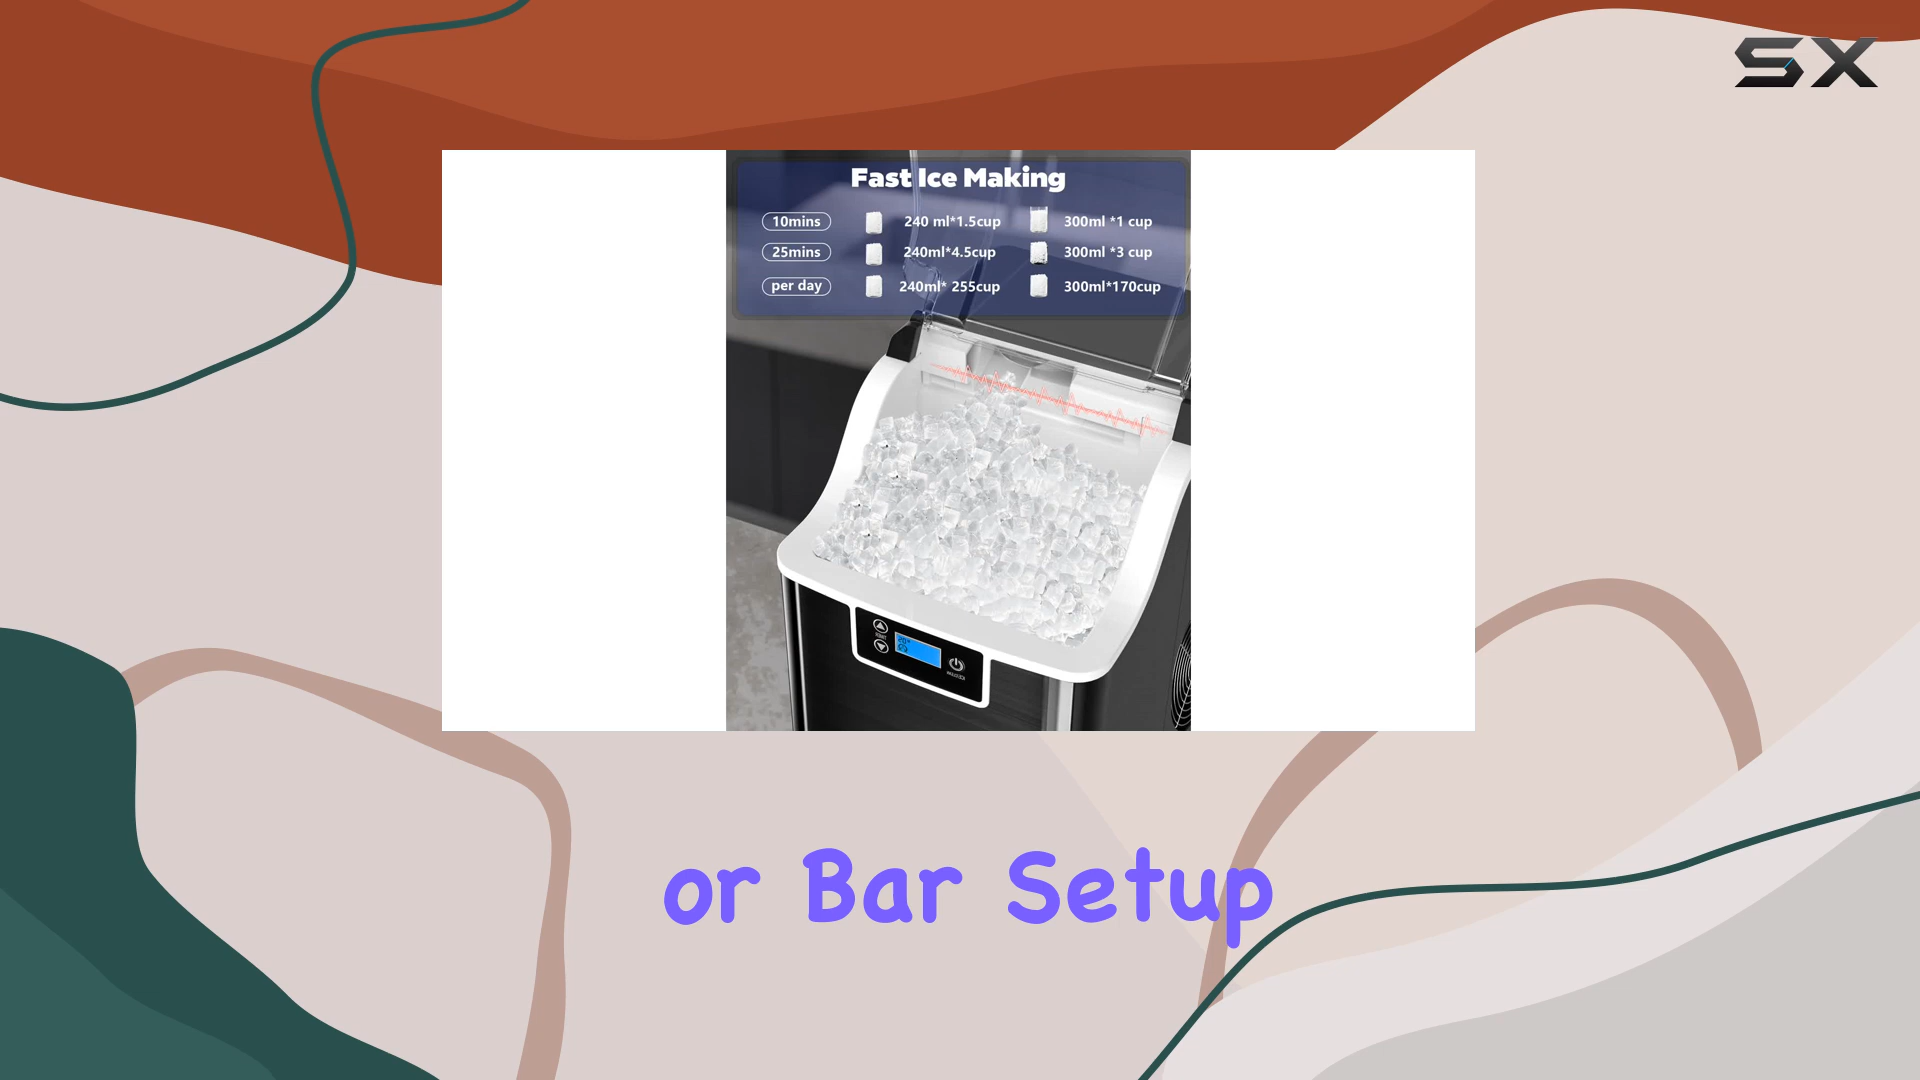 SX
Fast Ice Making
10mins 240 ml*1.5cup 300ml *1 cup
25mins 240ml*4.5cup 300ml *3 cup
per day 240ml* 255cup 300ml*170cup
or Bar Setup